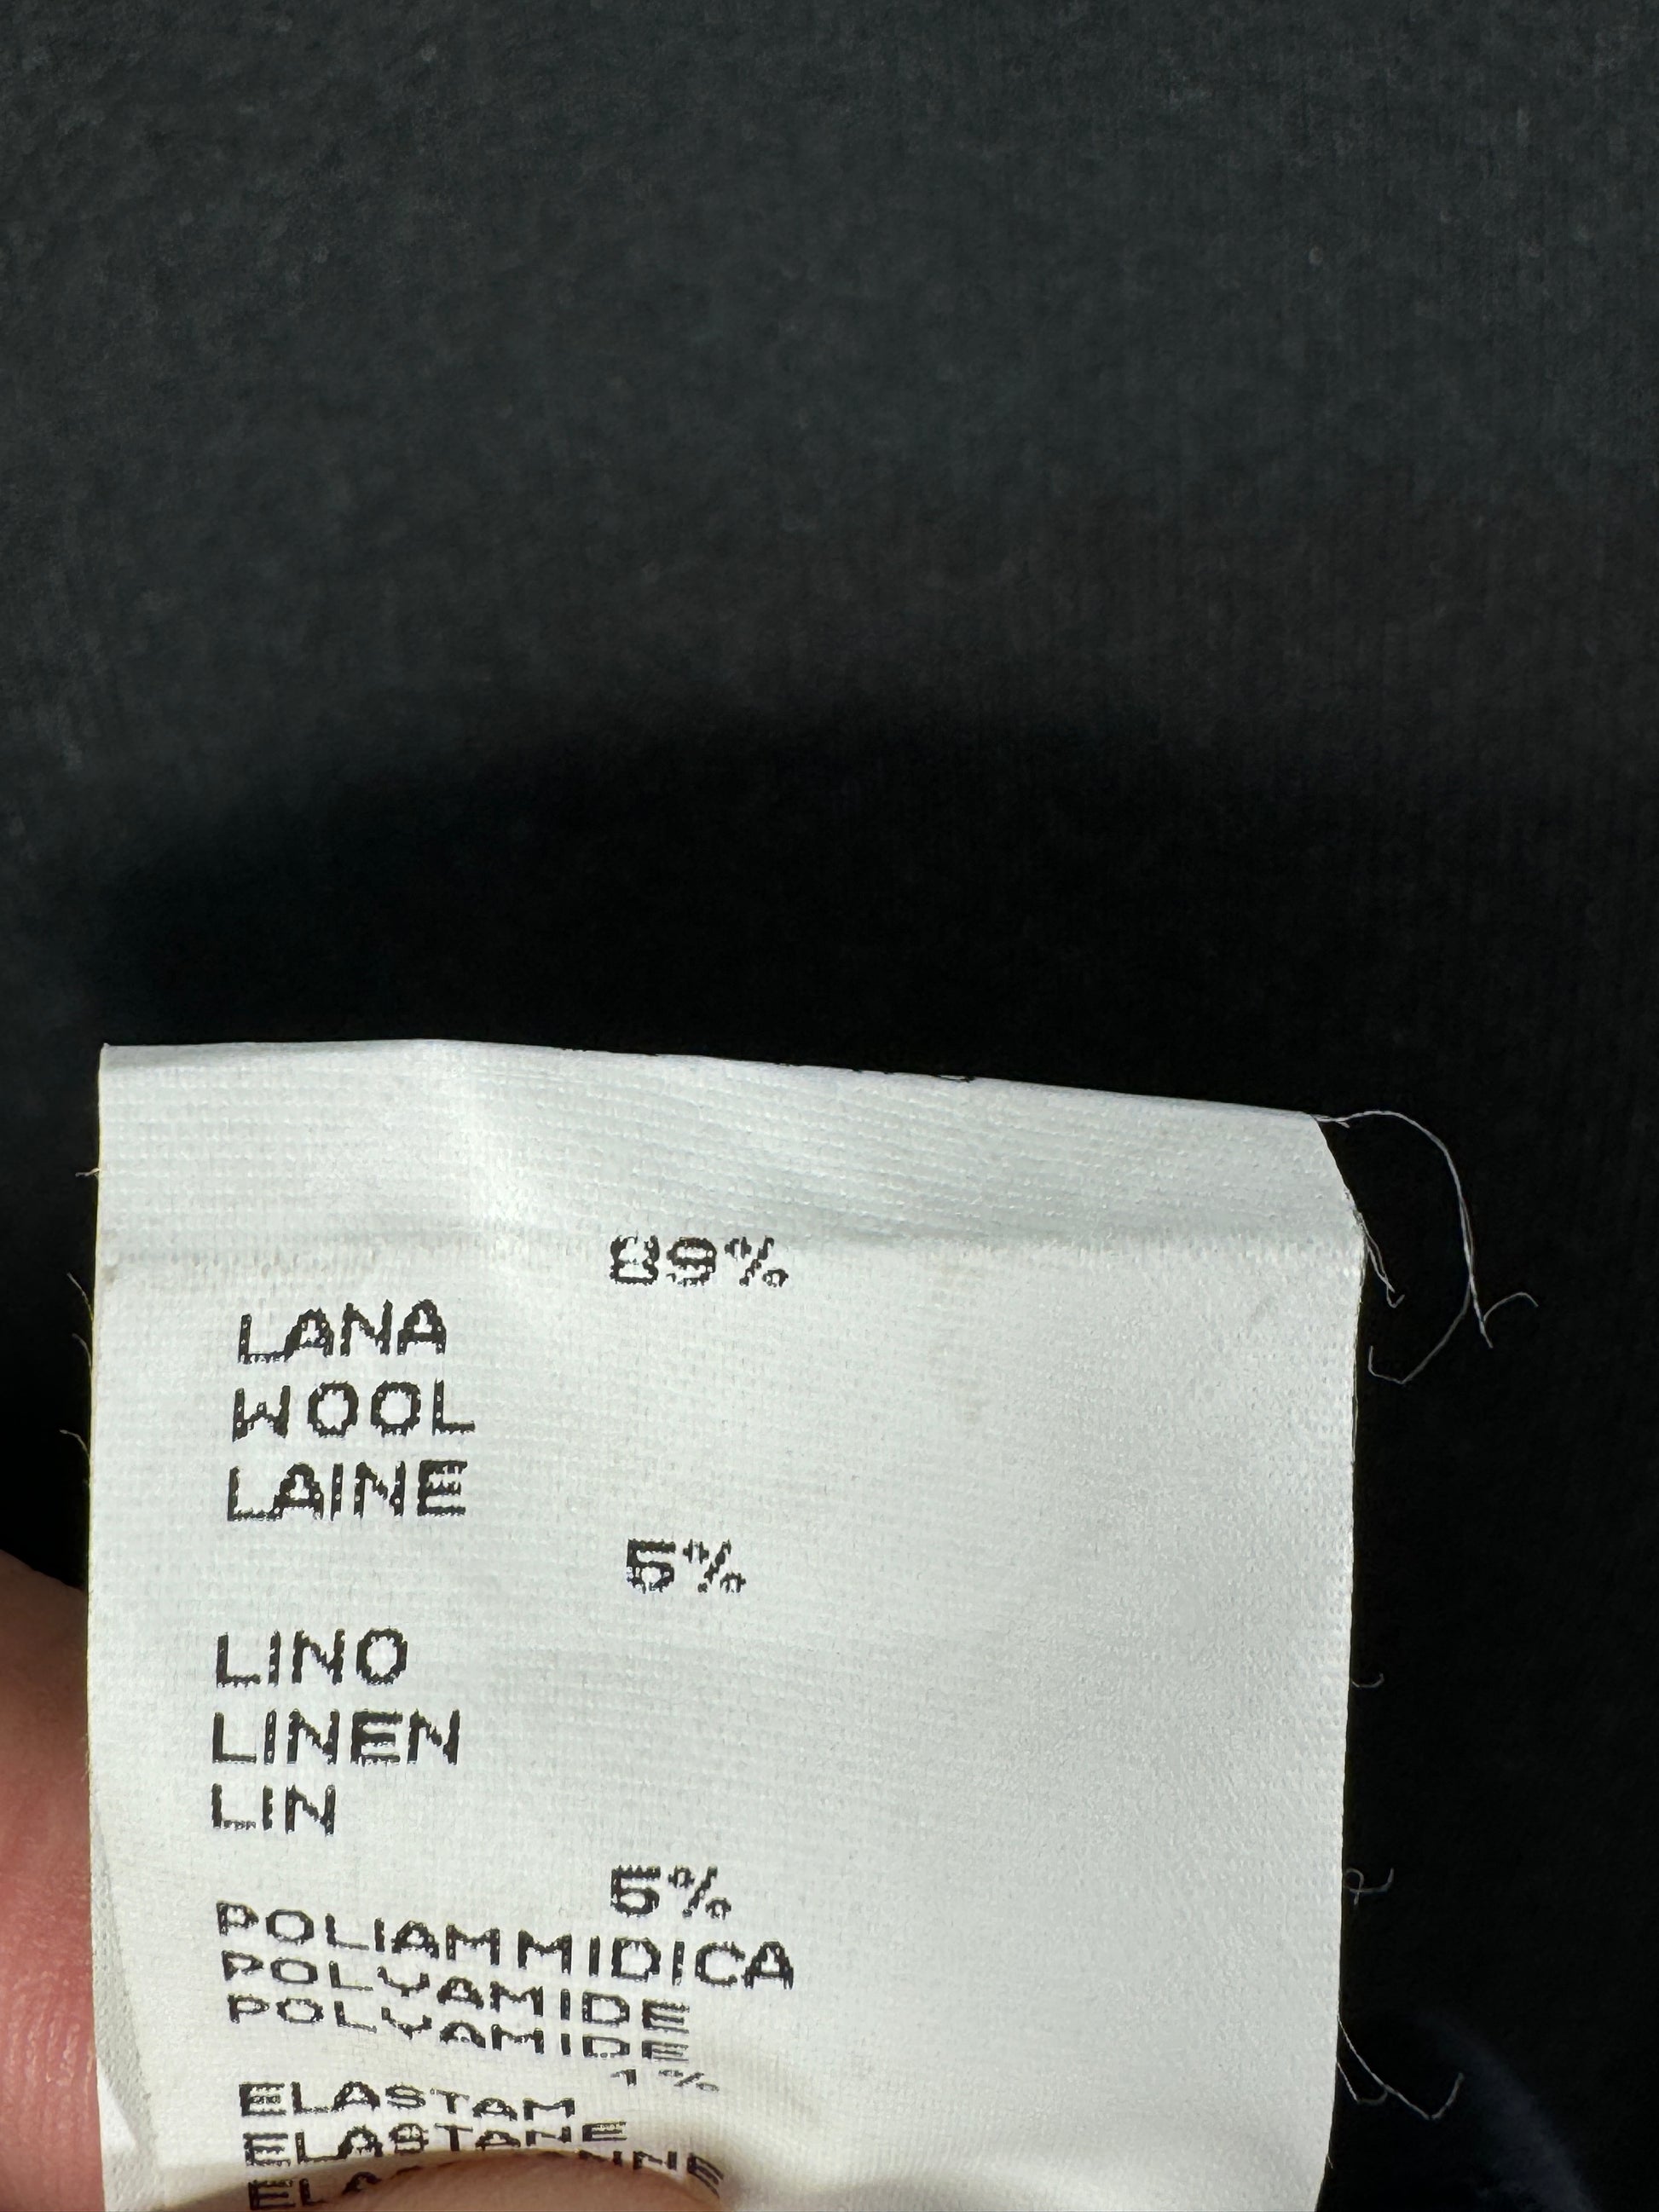 89%
LANA
WOOL
LAINE
5%
LINO
LINEN
LIN
5%
POLIAMMIDICA
POLYAMIDE
POLYAMIDE
1%
ELASTAM
ELASTANE